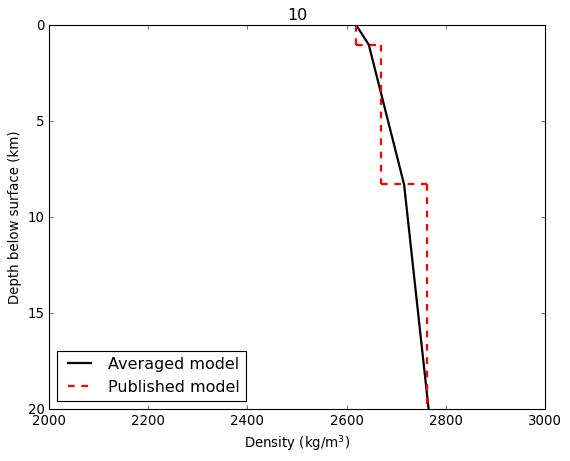 10
0
5
10
15
20
Depth below surface (km)
Averaged model
Published model
2000 2200 2400 2600 2800 3000
Density (kg/m³)